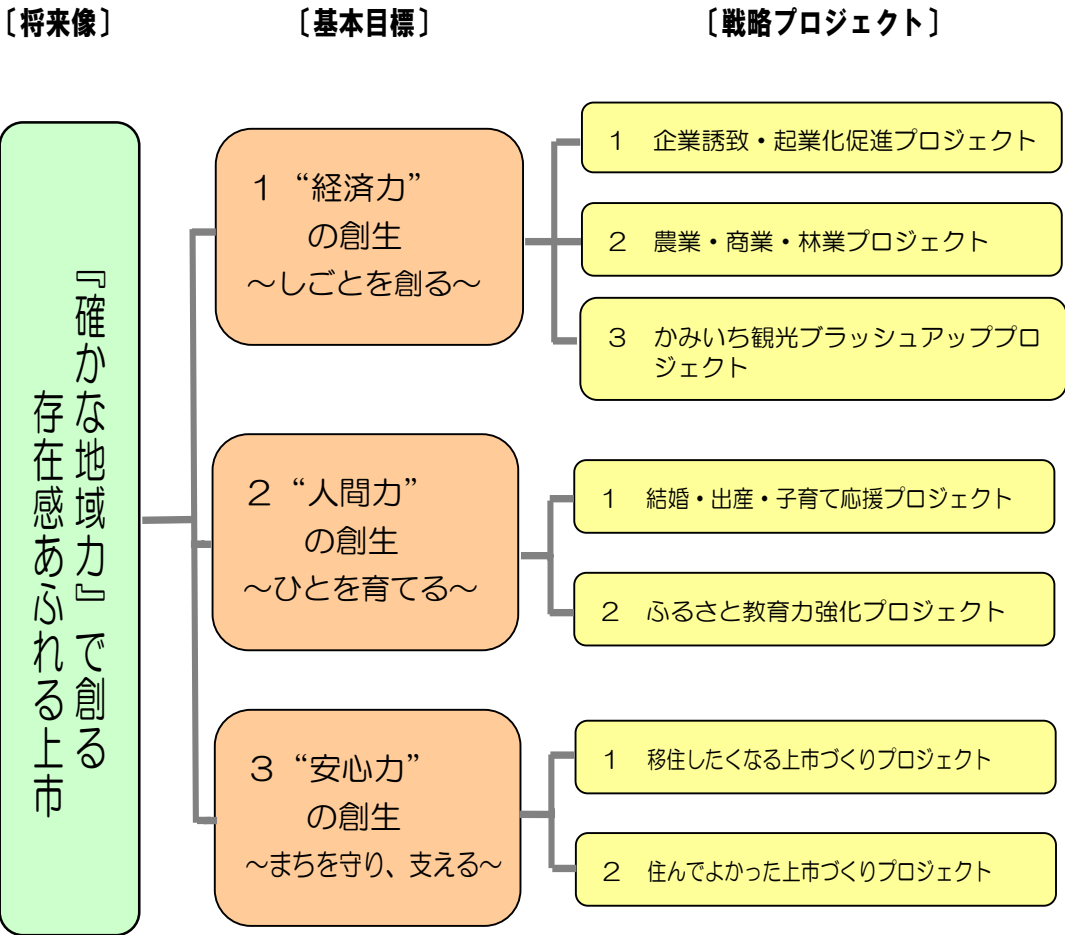 〔将来像〕
〔基本目標〕
〔戦略プロジェクト〕
『確かな地域力』で創る
存在感あふれる上市
１ “経済力”
の創生
～しごとを創る～
１ 企業誘致・起業化促進プロジェクト
２ 農業・商業・林業プロジェクト
３ かみいち観光ブラッシュアッププロ
ジェクト
２ “人間力”
の創生
～ひとを育てる～
１ 結婚・出産・子育て応援プロジェクト
２ ふるさと教育力強化プロジェクト
３ “安心力”
の創生
～まちを守り、支える～
１ 移住したくなる上市づくりプロジェクト
２ 住んでよかった上市づくりプロジェクト